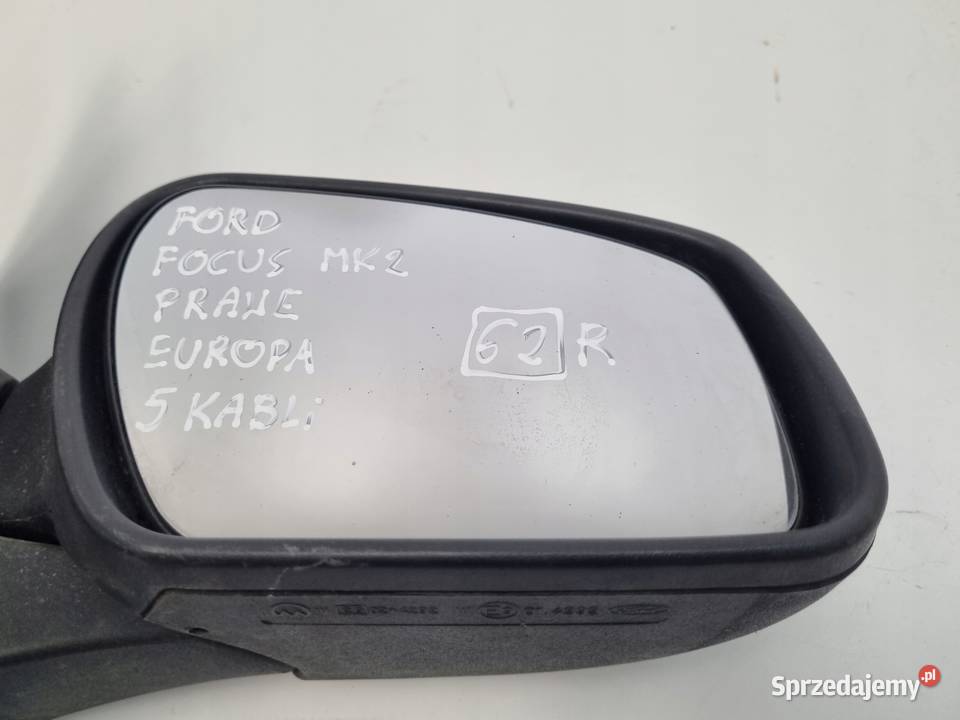 FORD
FOCUS MK2
PRAWE
EUROPA
5 KABLi
62 R
Sprzedajemy.pl